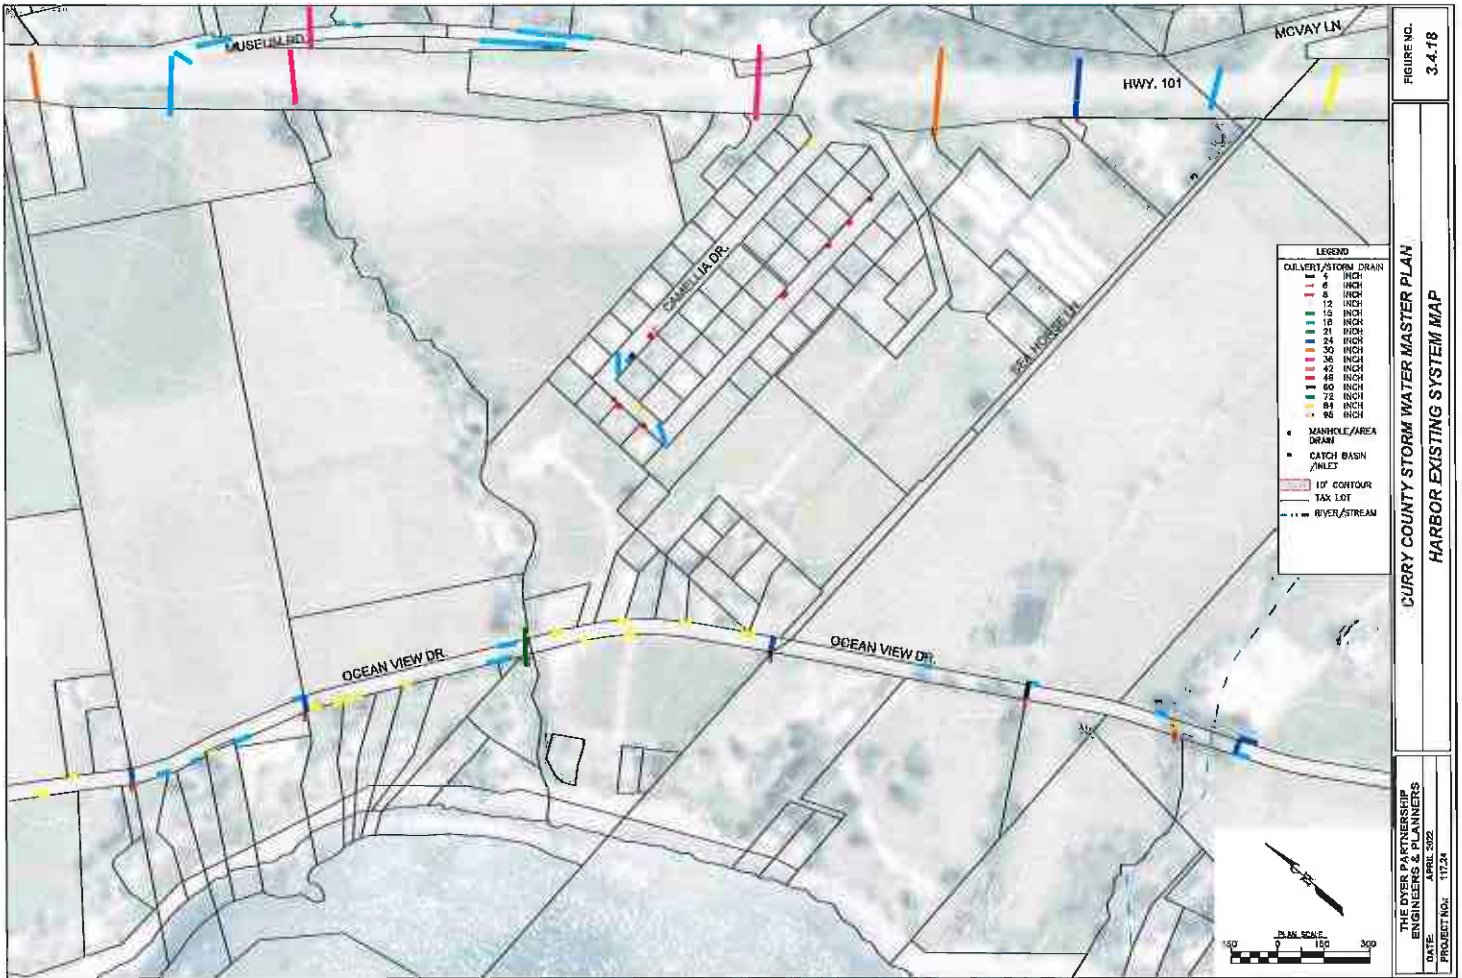 MUSEUM RD.
MCVAY LN
HWY. 101
CAMELLIA DR.
SEA HORSE LN.
OCEAN VIEW DR.
OCEAN VIEW DR.
LEGEND
CULVERT/STORM DRAIN
4 INCH
6 INCH
8 INCH
12 INCH
15 INCH
18 INCH
21 INCH
24 INCH
30 INCH
36 INCH
42 INCH
48 INCH
60 INCH
72 INCH
84 INCH
96 INCH
MANHOLE/AREA
DRAIN
CATCH BASIN
/INLET
10' CONTOUR
TAX LOT
RIVER/STREAM
PLAN SCALE
150 0 150 300
FIGURE NO.
3.4.18
CURRY COUNTY STORM WATER MASTER PLAN
HARBOR EXISTING SYSTEM MAP
THE DYER PARTNERSHIP
ENGINEERS & PLANNERS
DATE: APRIL 2022
PROJECT NO.: 117.24